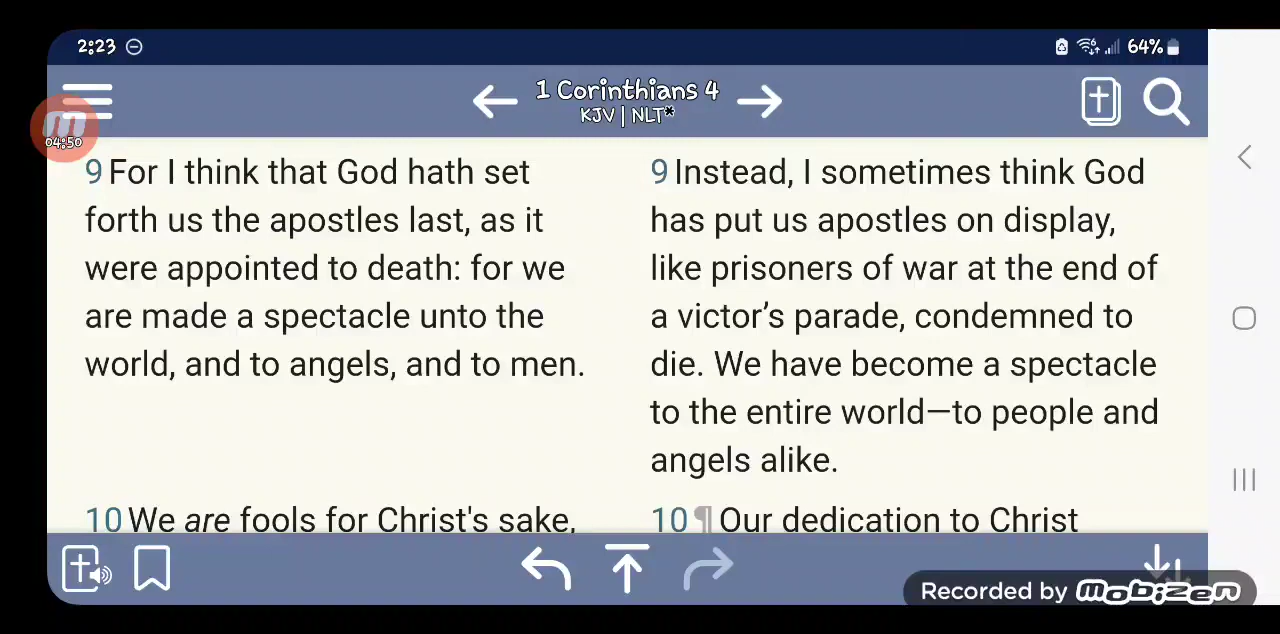 2:23
64%
1 Corinthians 4
KJV | NLT*
04:50
9 For I think that God hath set
forth us the apostles last, as it
were appointed to death: for we
are made a spectacle unto the
world, and to angels, and to men.
10 We are fools for Christ's sake,
9 Instead, I sometimes think God
has put us apostles on display,
like prisoners of war at the end of
a victor’s parade, condemned to
die. We have become a spectacle
to the entire world—to people and
angels alike.
10 ¶ Our dedication to Christ
Recorded by mobizen